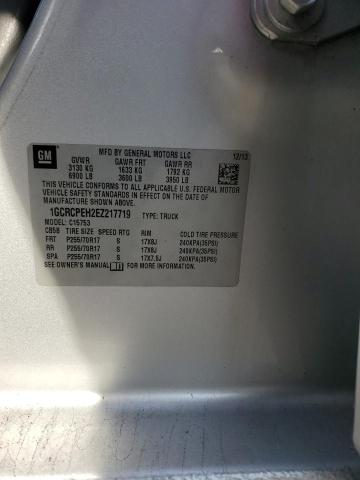 GM
MFD BY GENERAL MOTORS LLC
GVWR GAWR FRT GAWR RR 12/13
3130 KG 1633 KG 1792 KG
6900 LB 3600 LB 3950 LB
THIS VEHICLE CONFORMS TO ALL APPLICABLE U.S. FEDERAL MOTOR
VEHICLE SAFETY STANDARDS IN EFFECT ON THE DATE OF
MANUFACTURE SHOWN ABOVE.
1GCRCPEH2EZ217719 TYPE: TRUCK
MODEL: C15753
CB5B TIRE SIZE SPEED RTG RIM COLD TIRE PRESSURE
FRT P255/70R17 S 17X8J 240KPA(35PSI)
RR P255/70R17 S 17X8J 240KPA(35PSI)
SPA P255/70R17 S 17X7.5J 240KPA(35PSI)
SEE OWNER'S MANUAL FOR MORE INFORMATION.